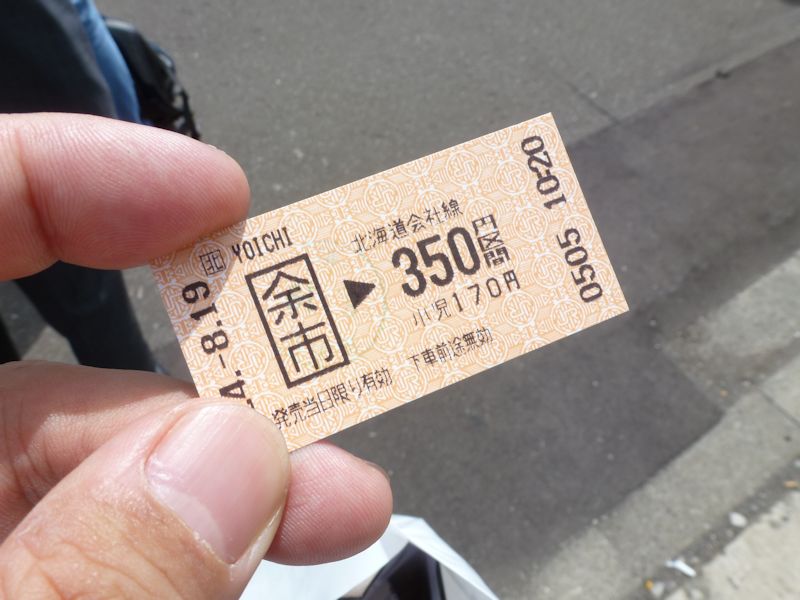 YOICHI
北海道会社線
余市 ▶ 350円区間
小児170円
発売当日限り有効 下車前途無効
4.-8.19
10-20
0505